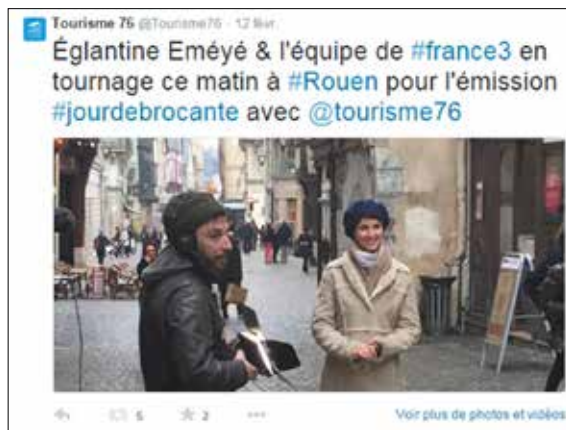 Tourisme 76 @Tourisme76 · 12 févr.
Églantine Eméyé & l'équipe de #france3 en
tournage ce matin à #Rouen pour l'émission
#jourdebrocante avec @tourisme76
5 2 •••
Voir plus de photos et vidéos